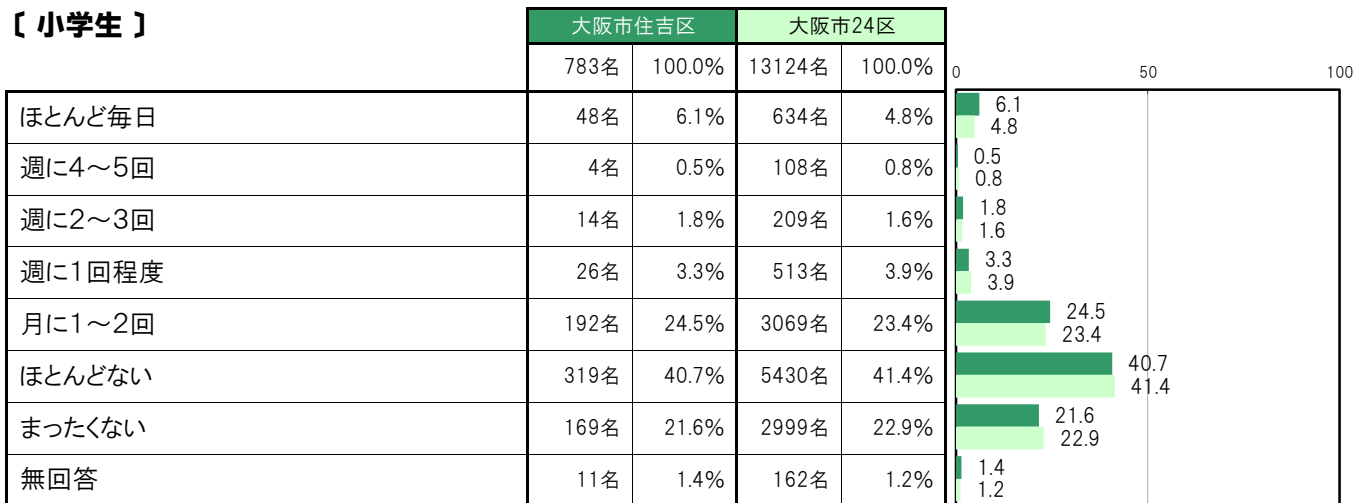 〔 小学生 〕
大阪市住吉区 大阪市24区
783名 100.0% 13124名 100.0%
0 50 100
ほとんど毎日 48名 6.1% 634名 4.8%
6.1
4.8
週に4～5回 4名 0.5% 108名 0.8%
0.5
0.8
週に2～3回 14名 1.8% 209名 1.6%
1.8
1.6
週に1回程度 26名 3.3% 513名 3.9%
3.3
3.9
月に1～2回 192名 24.5% 3069名 23.4%
24.5
23.4
ほとんどない 319名 40.7% 5430名 41.4%
40.7
41.4
まったくない 169名 21.6% 2999名 22.9%
21.6
22.9
無回答 11名 1.4% 162名 1.2%
1.4
1.2